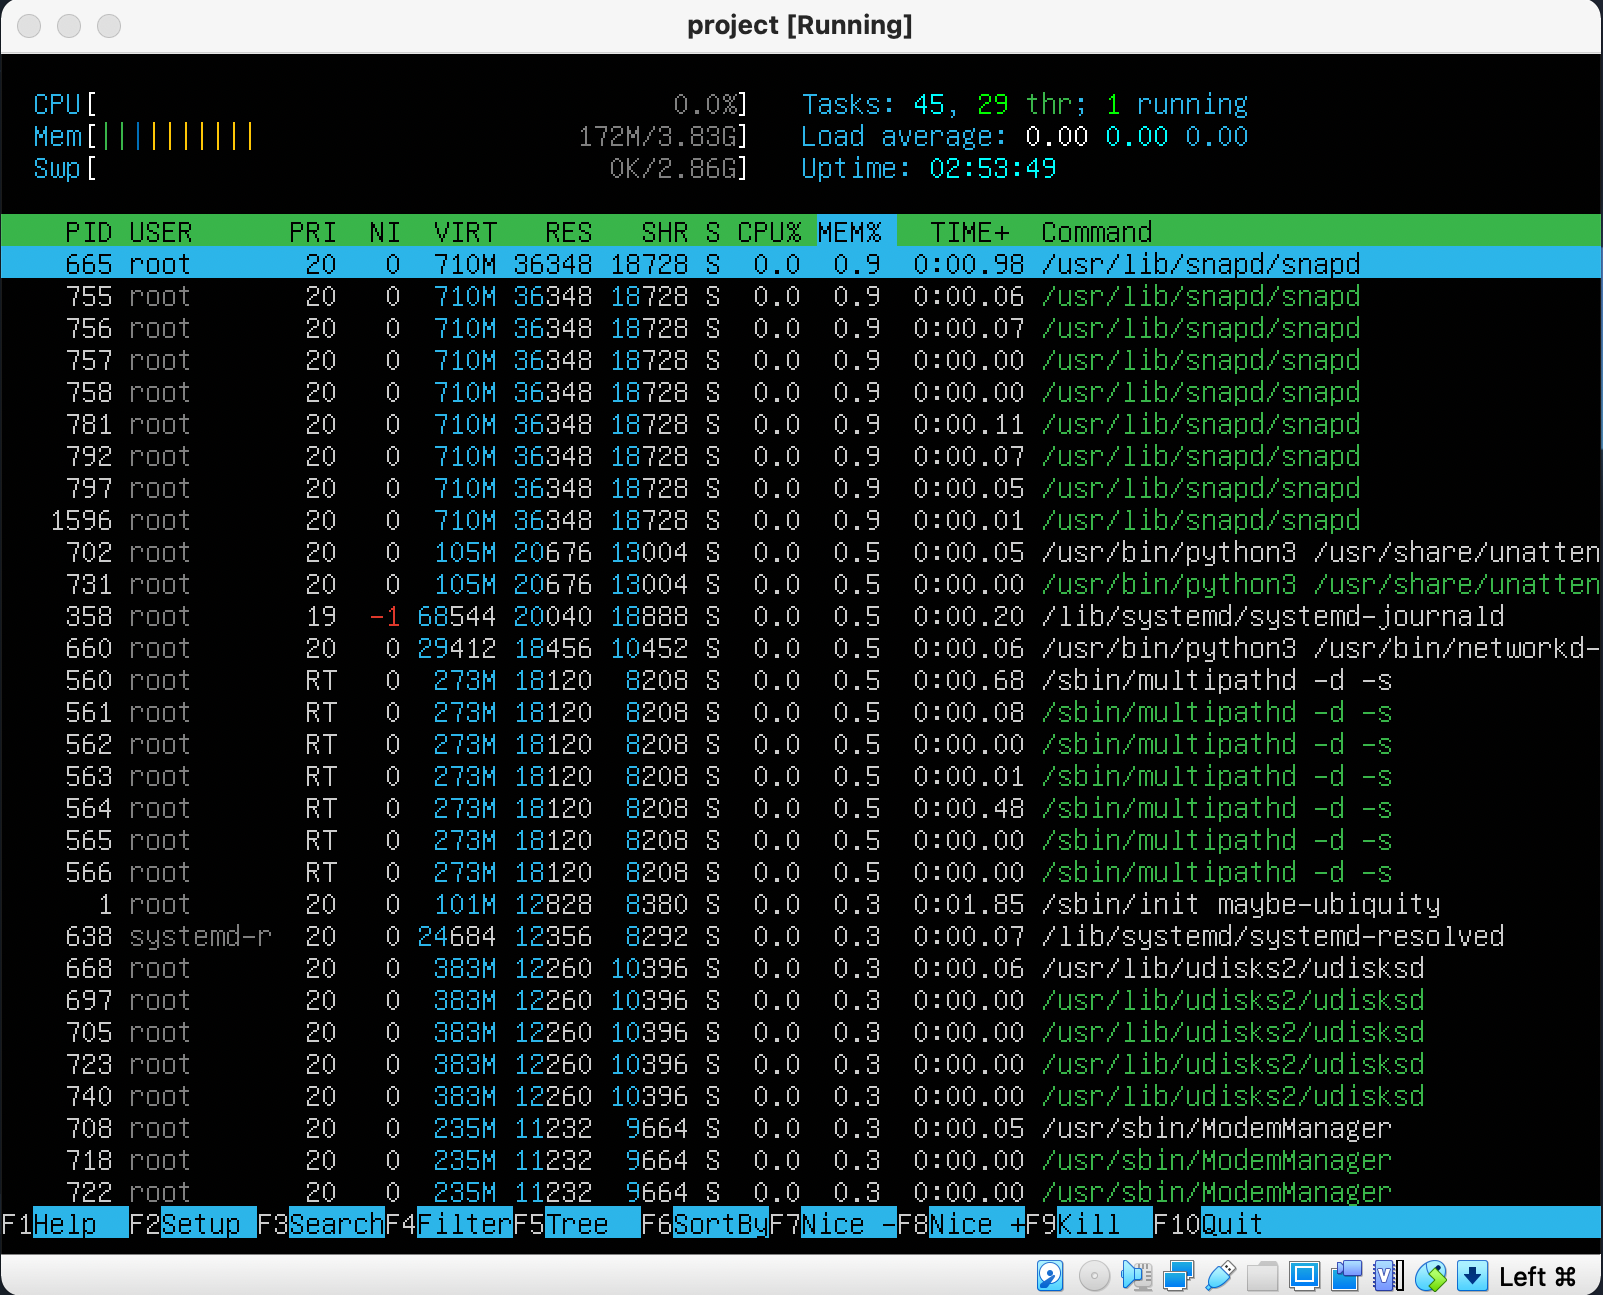 project [Running]
CPU[ 0.0%] Tasks: 45, 29 thr; 1 running
Mem[|||||||||| 172M/3.83G] Load average: 0.00 0.00 0.00
Swp[ 0K/2.86G] Uptime: 02:53:49
PID USER PRI NI VIRT RES SHR S CPU% MEM% TIME+ Command
665 root 20 0 710M 36348 18728 S 0.0 0.9 0:00.98 /usr/lib/snapd/snapd
755 root 20 0 710M 36348 18728 S 0.0 0.9 0:00.06 /usr/lib/snapd/snapd
756 root 20 0 710M 36348 18728 S 0.0 0.9 0:00.07 /usr/lib/snapd/snapd
757 root 20 0 710M 36348 18728 S 0.0 0.9 0:00.00 /usr/lib/snapd/snapd
758 root 20 0 710M 36348 18728 S 0.0 0.9 0:00.00 /usr/lib/snapd/snapd
781 root 20 0 710M 36348 18728 S 0.0 0.9 0:00.11 /usr/lib/snapd/snapd
792 root 20 0 710M 36348 18728 S 0.0 0.9 0:00.07 /usr/lib/snapd/snapd
797 root 20 0 710M 36348 18728 S 0.0 0.9 0:00.05 /usr/lib/snapd/snapd
1596 root 20 0 710M 36348 18728 S 0.0 0.9 0:00.01 /usr/lib/snapd/snapd
702 root 20 0 105M 20676 13004 S 0.0 0.5 0:00.05 /usr/bin/python3 /usr/share/unatten
731 root 20 0 105M 20676 13004 S 0.0 0.5 0:00.00 /usr/bin/python3 /usr/share/unatten
358 root 19 -1 68544 20040 18888 S 0.0 0.5 0:00.20 /lib/systemd/systemd-journald
660 root 20 0 29412 18456 10452 S 0.0 0.5 0:00.06 /usr/bin/python3 /usr/bin/networkd-
560 root RT 0 273M 18120 8208 S 0.0 0.5 0:00.68 /sbin/multipathd -d -s
561 root RT 0 273M 18120 8208 S 0.0 0.5 0:00.08 /sbin/multipathd -d -s
562 root RT 0 273M 18120 8208 S 0.0 0.5 0:00.00 /sbin/multipathd -d -s
563 root RT 0 273M 18120 8208 S 0.0 0.5 0:00.01 /sbin/multipathd -d -s
564 root RT 0 273M 18120 8208 S 0.0 0.5 0:00.48 /sbin/multipathd -d -s
565 root RT 0 273M 18120 8208 S 0.0 0.5 0:00.00 /sbin/multipathd -d -s
566 root RT 0 273M 18120 8208 S 0.0 0.5 0:00.00 /sbin/multipathd -d -s
1 root 20 0 101M 12828 8380 S 0.0 0.3 0:01.85 /sbin/init maybe-ubiquity
638 systemd-r 20 0 24684 12356 8292 S 0.0 0.3 0:00.07 /lib/systemd/systemd-resolved
668 root 20 0 383M 12260 10396 S 0.0 0.3 0:00.06 /usr/lib/udisks2/udisksd
697 root 20 0 383M 12260 10396 S 0.0 0.3 0:00.00 /usr/lib/udisks2/udisksd
705 root 20 0 383M 12260 10396 S 0.0 0.3 0:00.00 /usr/lib/udisks2/udisksd
723 root 20 0 383M 12260 10396 S 0.0 0.3 0:00.00 /usr/lib/udisks2/udisksd
740 root 20 0 383M 12260 10396 S 0.0 0.3 0:00.00 /usr/lib/udisks2/udisksd
708 root 20 0 235M 11232 9664 S 0.0 0.3 0:00.05 /usr/sbin/ModemManager
718 root 20 0 235M 11232 9664 S 0.0 0.3 0:00.00 /usr/sbin/ModemManager
722 root 20 0 235M 11232 9664 S 0.0 0.3 0:00.00 /usr/sbin/ModemManager
F1Help F2Setup F3SearchF4FilterF5Tree F6SortByF7Nice -F8Nice +F9Kill F10Quit
Left ⌘